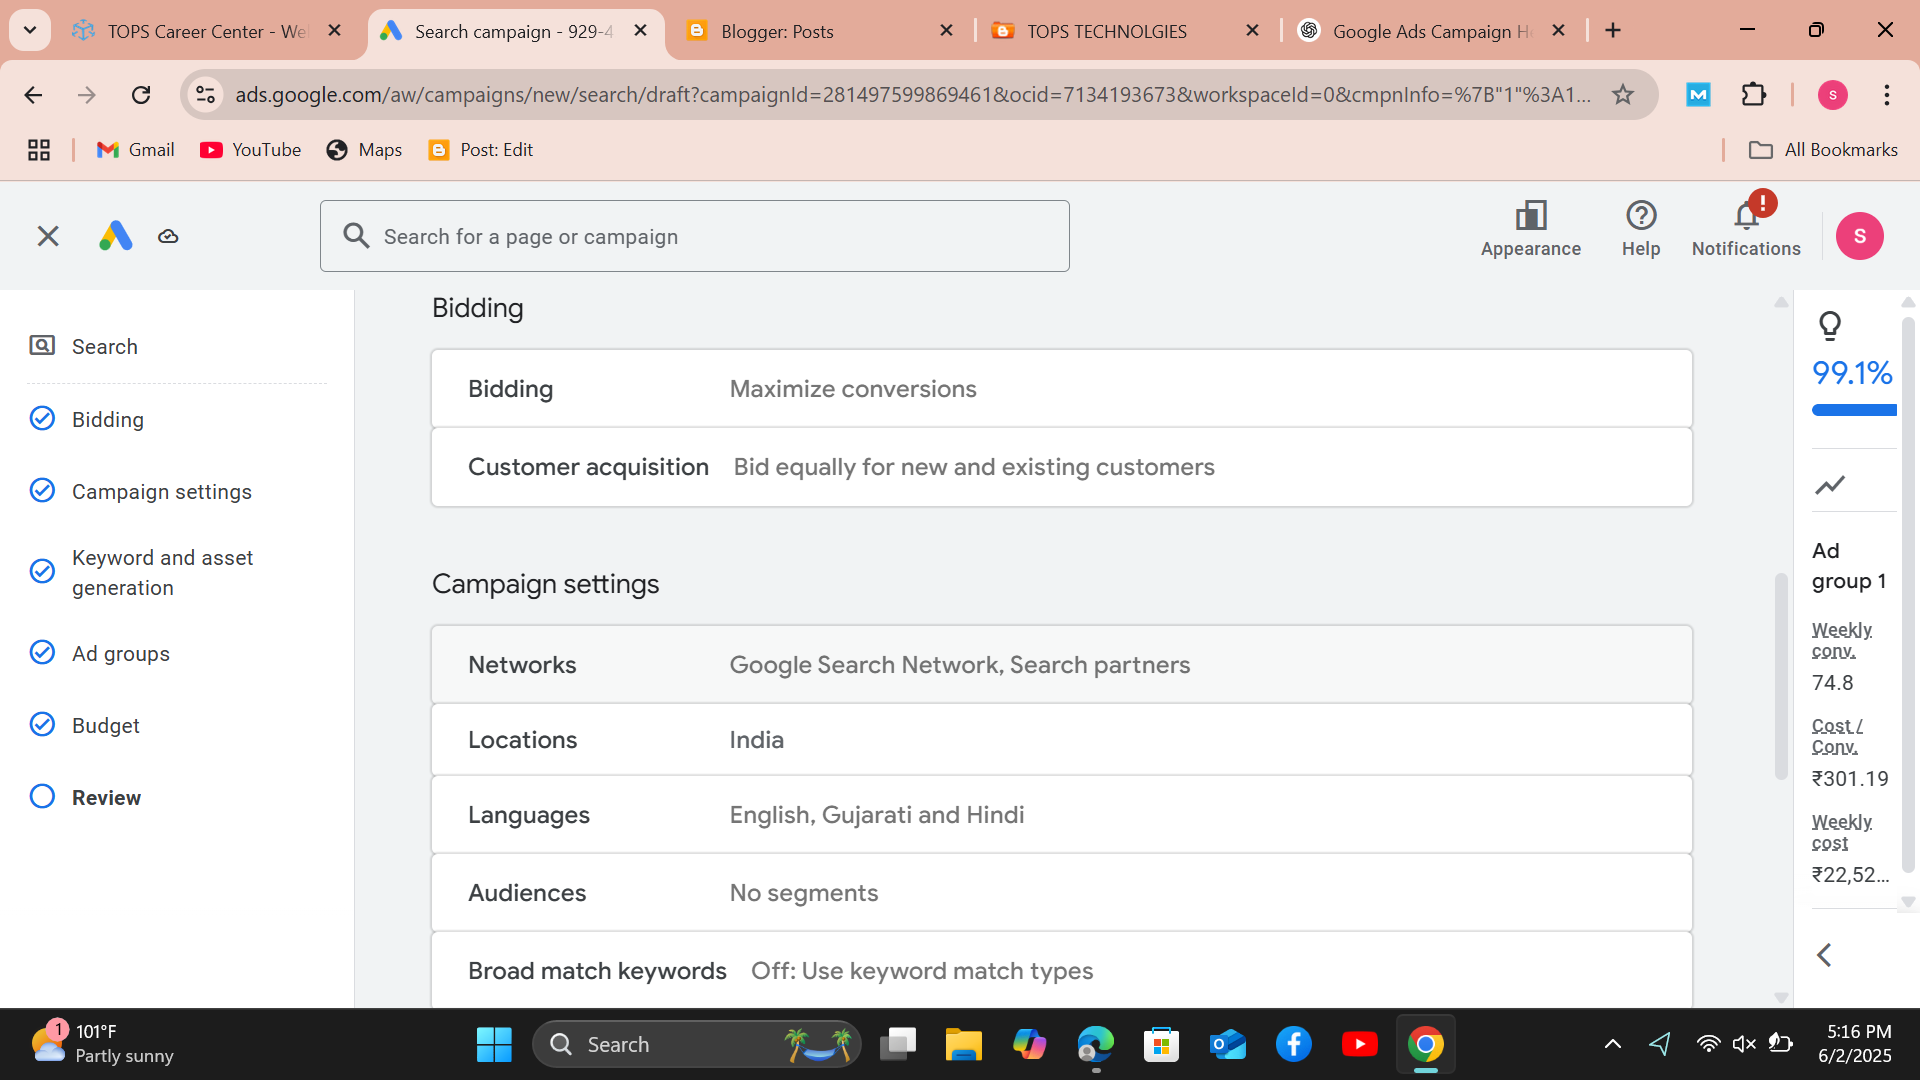 TOPS Career Center - We
Search campaign - 929-4
Blogger: Posts
TOPS TECHNOLGIES
Google Ads Campaign H
ads.google.com/aw/campaigns/new/search/draft?campaignId=281497599869461&ocid=7134193673&workspaceId=0&cmpnInfo=%7B"1"%3A1...
M
S
Gmail
YouTube
Maps
Post: Edit
All Bookmarks
Search for a page or campaign
Appearance
Help
Notifications
!
S
Search
Bidding
Campaign settings
Keyword and asset
generation
Ad groups
Budget
Review
Bidding
Bidding Maximize conversions
Customer acquisition Bid equally for new and existing customers
Campaign settings
Networks Google Search Network, Search partners
Locations India
Languages English, Gujarati and Hindi
Audiences No segments
Broad match keywords Off: Use keyword match types
99.1%
Ad
group 1
Weekly
conv.
74.8
Cost /
Conv.
₹301.19
Weekly
cost
₹22,52...
1
101°F
Partly sunny
Search
5:16 PM
6/2/2025